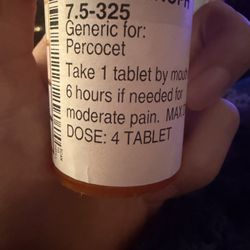 7.5-325
Generic for:
Percocet
Take 1 tablet by
6 hours if needed for
moderate pain. MAX
DOSE: 4 TABLET